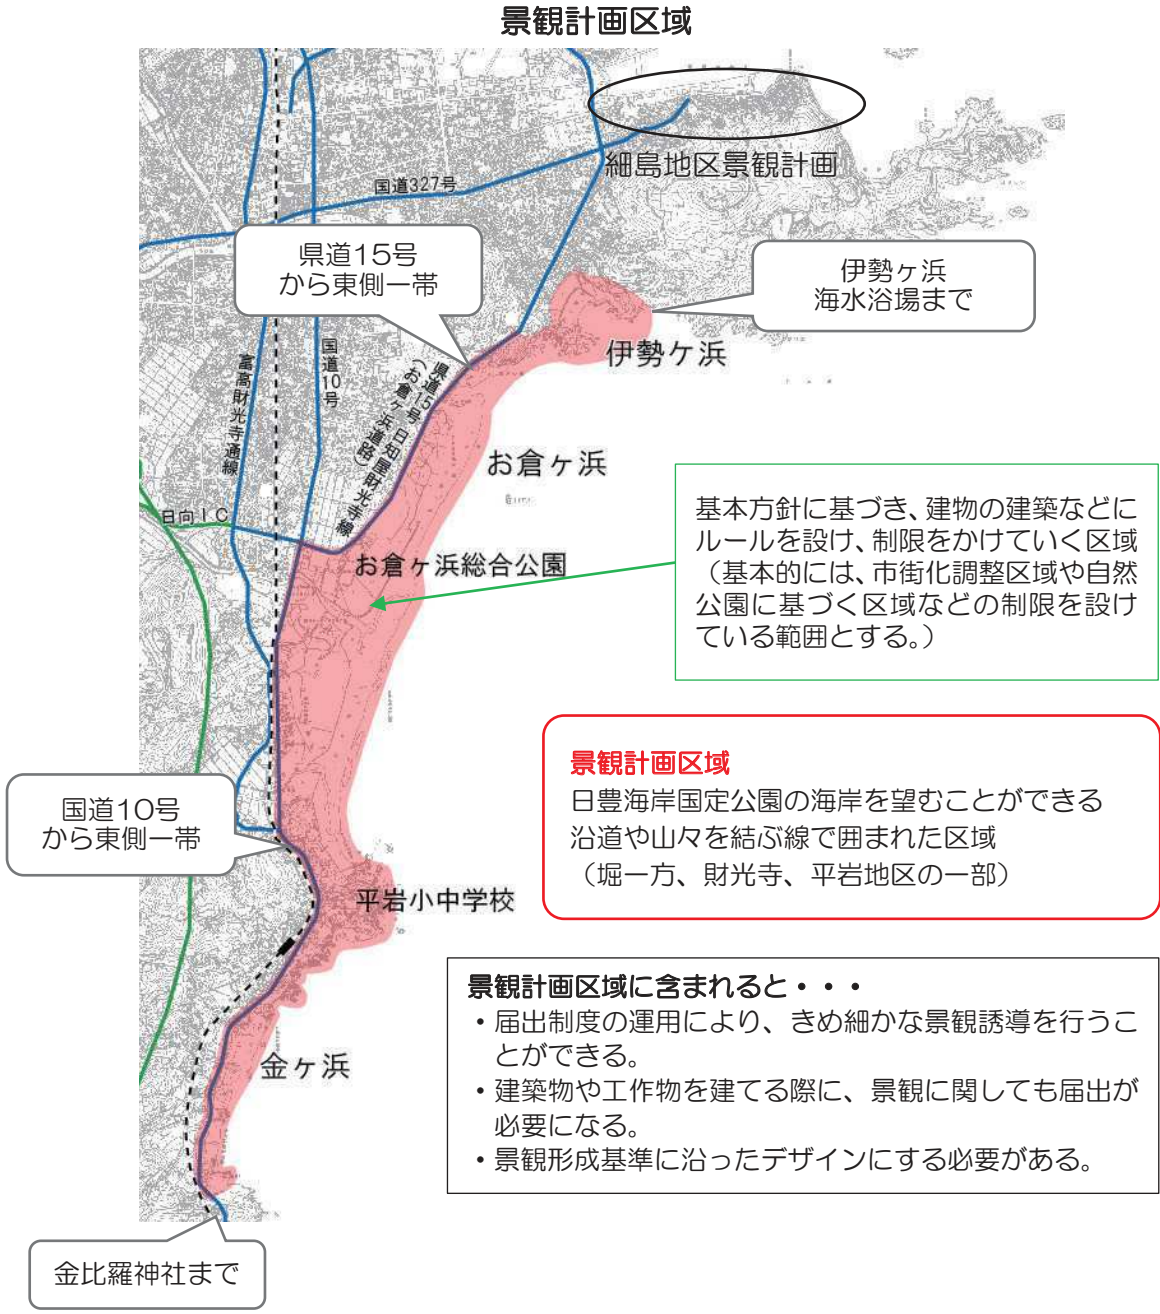 景観計画区域
細島地区景観計画
国道327号
県道15号
から東側一帯
伊勢ヶ浜
海水浴場まで
伊勢ケ浜
国道10号
富高財光寺通線
県道15号 日知屋財光寺線
(お倉ヶ浜道路)
お倉ヶ浜
日向IC
お倉ヶ浜総合公園
基本方針に基づき、建物の建築などに
ルールを設け、制限をかけていく区域
（基本的には、市街化調整区域や自然
公園に基づく区域などの制限を設け
ている範囲とする。）
景観計画区域
日豊海岸国定公園の海岸を望むことができる
沿道や山々を結ぶ線で囲まれた区域
（堀一方、財光寺、平岩地区の一部）
国道10号
から東側一帯
平岩小中学校
景観計画区域に含まれると・・・
・届出制度の運用により、きめ細かな景観誘導を行うこ
とができる。
・建築物や工作物を建てる際に、景観に関しても届出が
必要になる。
・景観形成基準に沿ったデザインにする必要がある。
金ヶ浜
金比羅神社まで